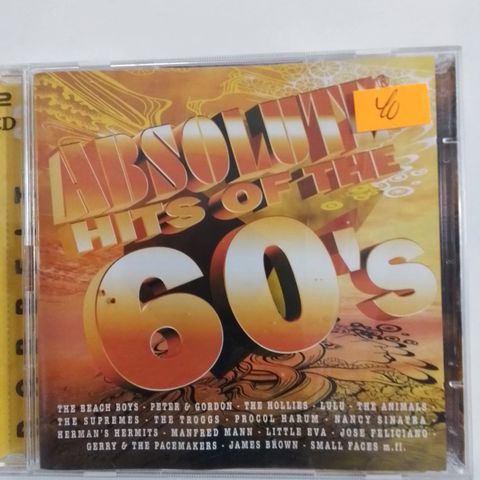 2
CD
40
ABSOLUTE
HITS OF THE
60's
THE BEACH BOYS - PETER & GORDON - THE HOLLIES - LULU - THE ANIMALS
THE SUPREMES - THE TROGGS - PROCOL HARUM - NANCY SINATRA
HERMAN'S HERMITS - MANFRED MANN - LITTLE EVA - JOSE FELICIANO
GERRY & THE PACEMAKERS - JAMES BROWN - SMALL FACES m.fl.